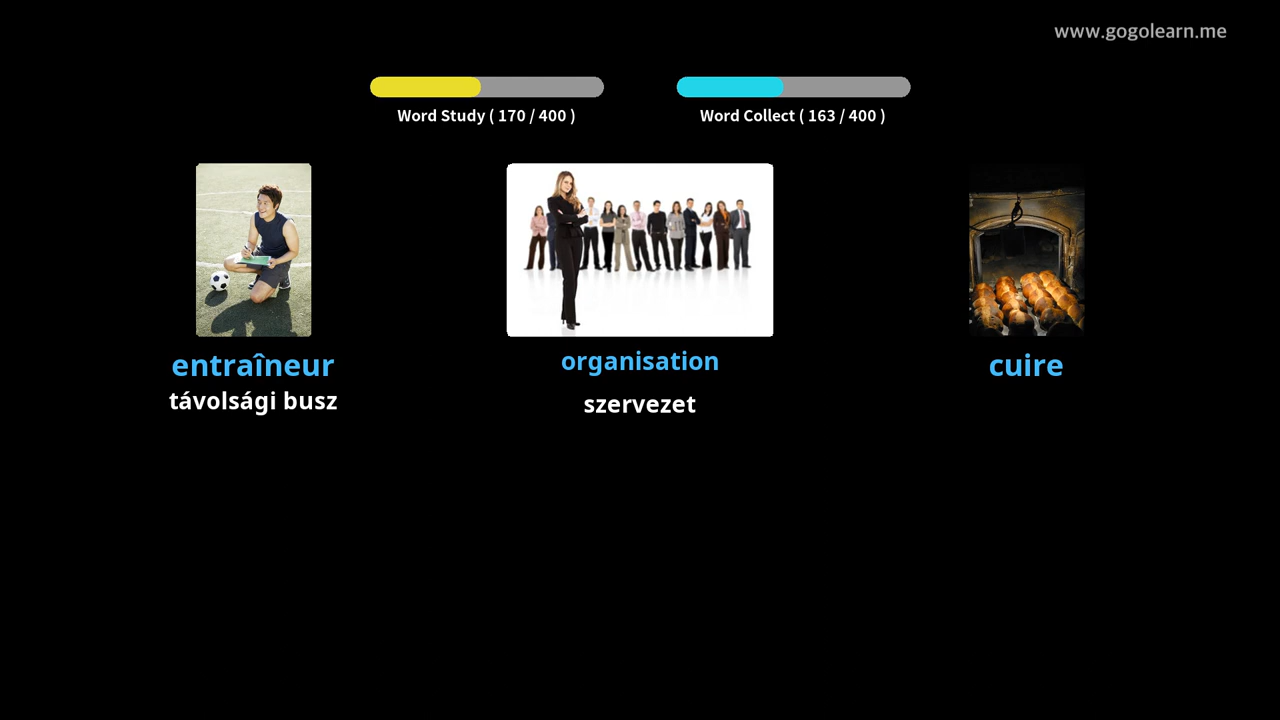 www.gogolearn.me
Word Study ( 170 / 400 )
Word Collect ( 163 / 400 )
entraîneur
távolsági busz
organisation
szervezet
cuire